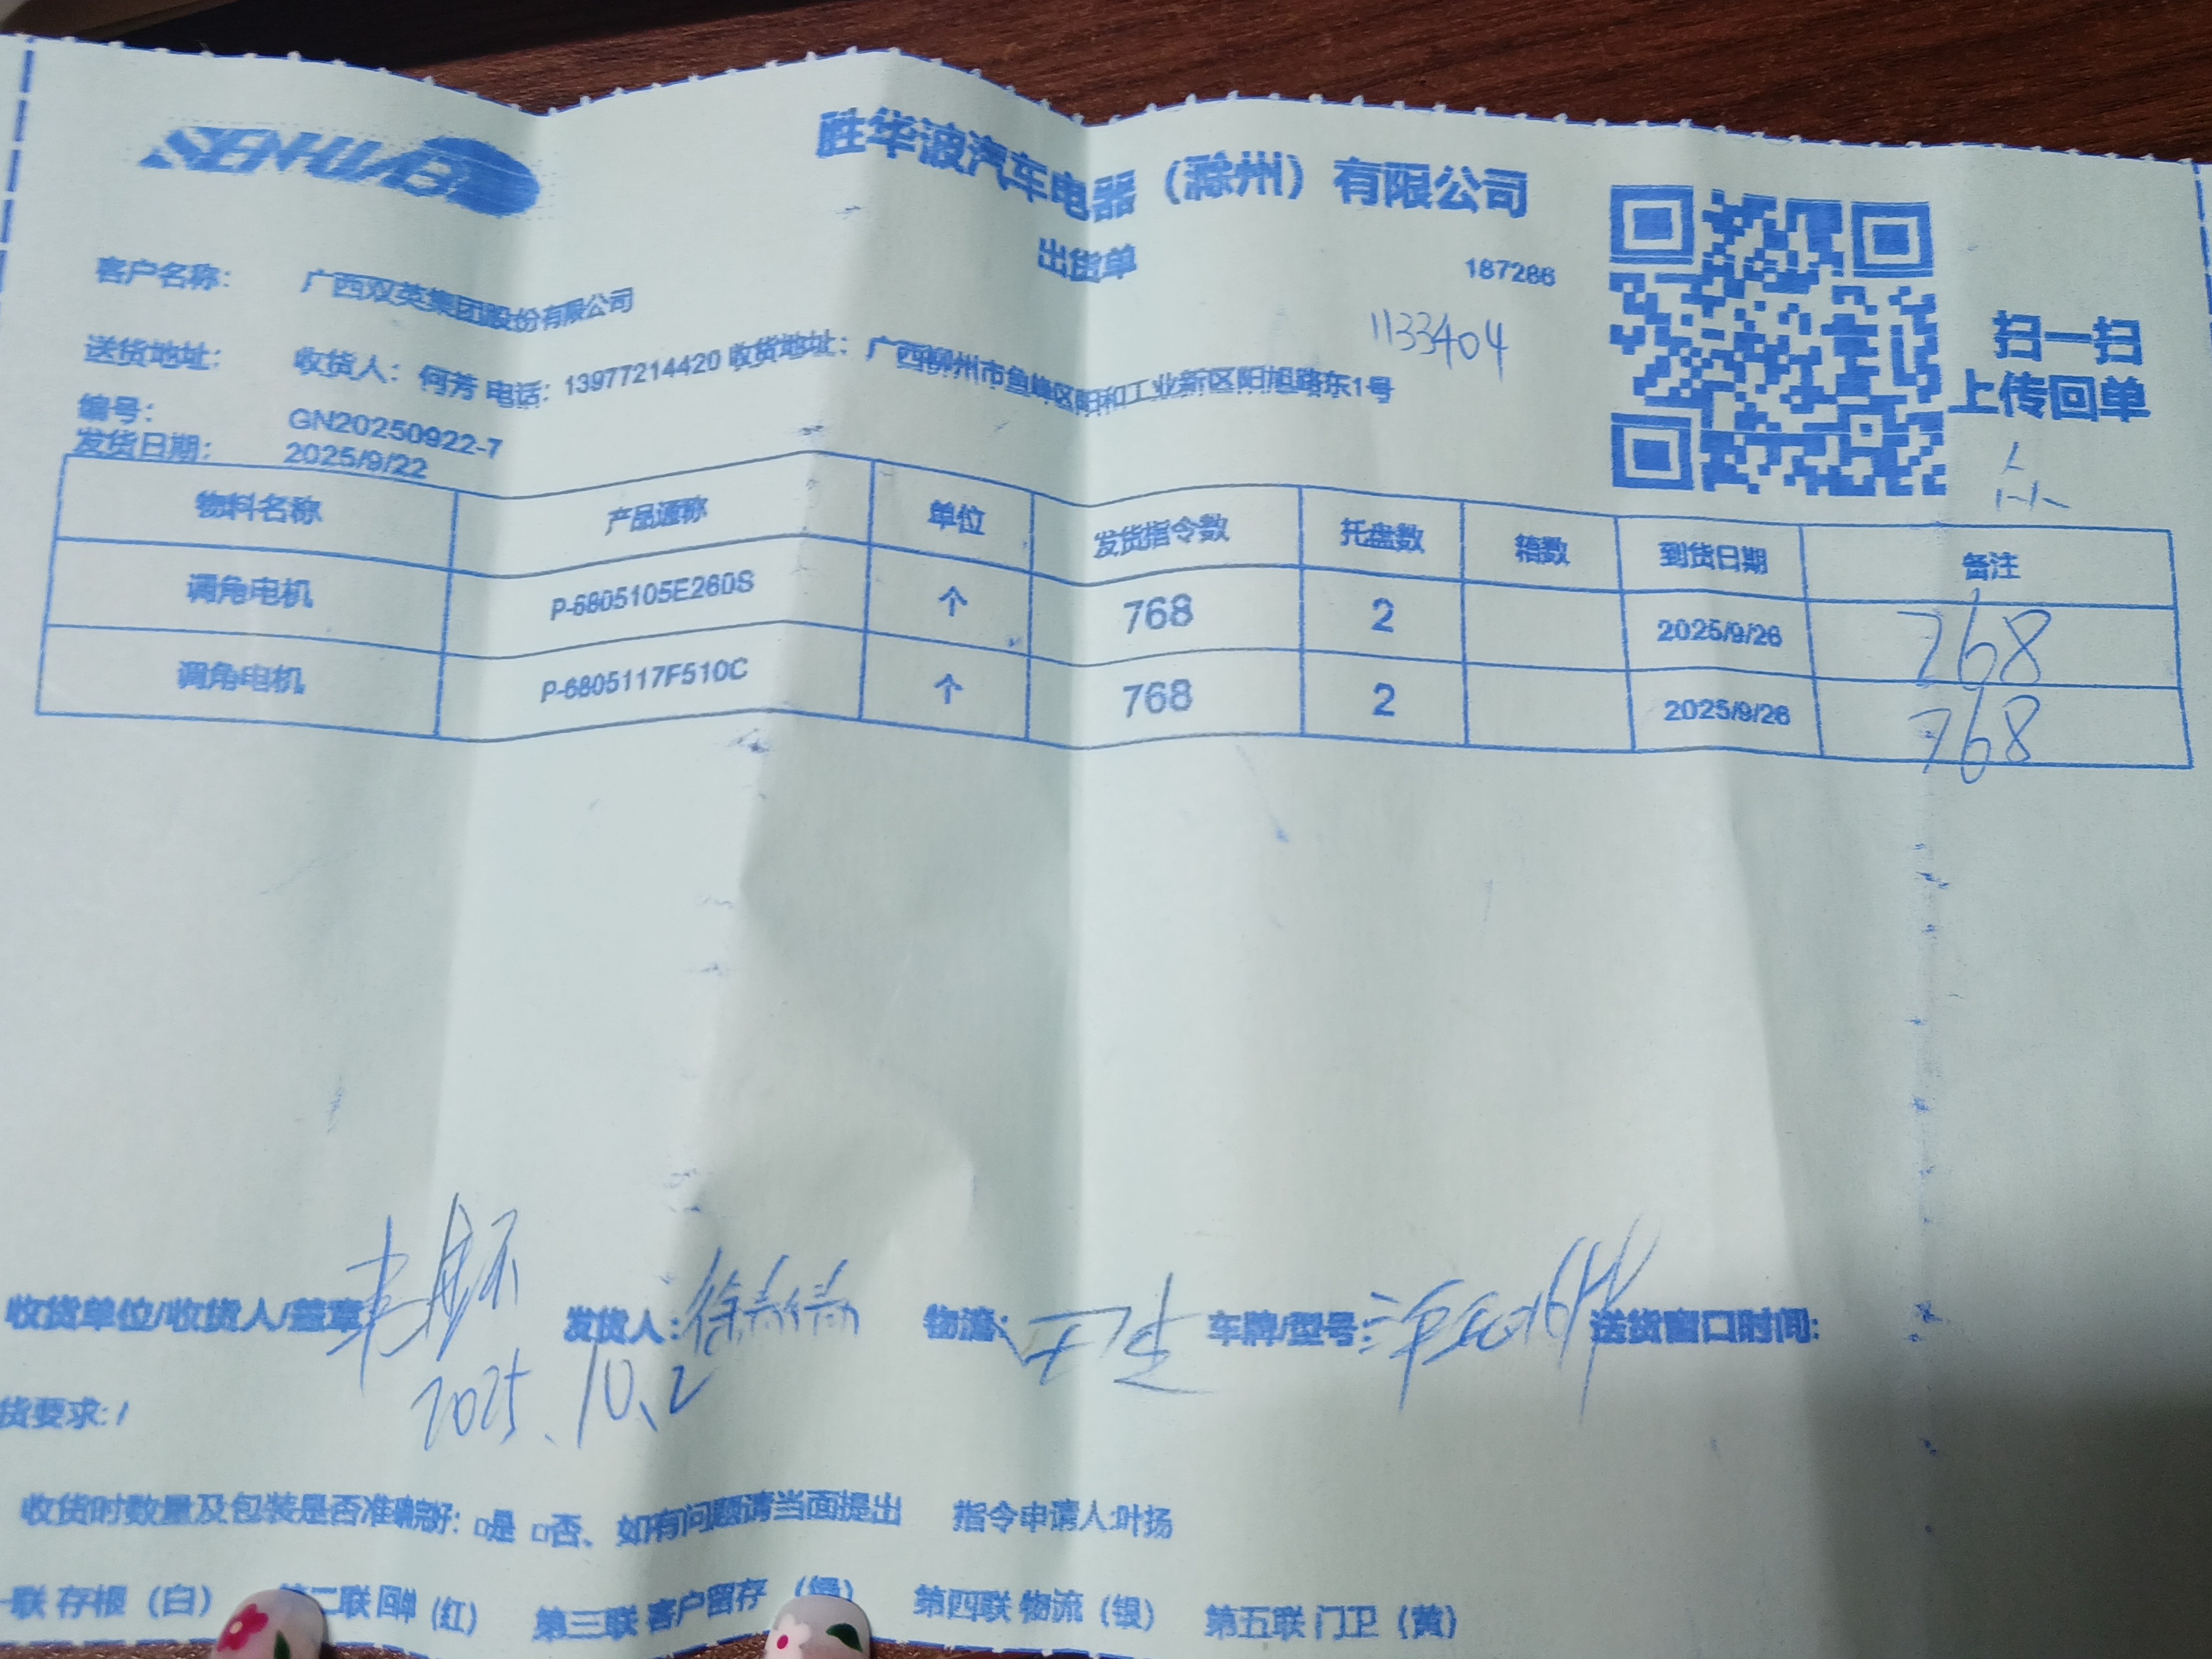 SENHUABO
胜华波汽车电器（滁州）有限公司
出货单
187286
1133404
扫一扫
上传回单
客户名称： 广西双英集团股份有限公司
送货地址： 收货人：何芳 电话：13977214420 收货地址：广西柳州市鱼峰区阳和工业新区阳旭路东1号
编号： GN20250922-7
发货日期： 2025/9/22
物料名称 产品通称 单位 发货指令数 托盘数 箱数 到货日期 备注
调角电机 P-6805105E260S 个 768 2 2025/9/26 768
调角电机 P-6805117F510C 个 768 2 2025/9/26 768
收货单位/收货人/盖章 发货人： 物流： 车牌/型号： 送货窗口时间：
2025.10.2
货要求：/
收货时数量及包装是否准确完好：□是 □否、如有问题请当面提出 指令申请人:叶扬
一联 存根（白） 二联 回单（红） 第三联 客户留存（绿） 第四联 物流（银） 第五联 门卫（黄）